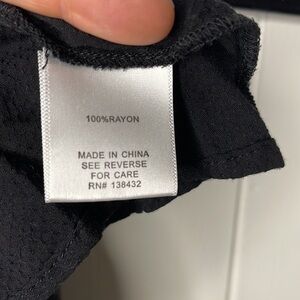 100%RAYON
MADE IN CHINA
SEE REVERSE
FOR CARE
RN# 138432